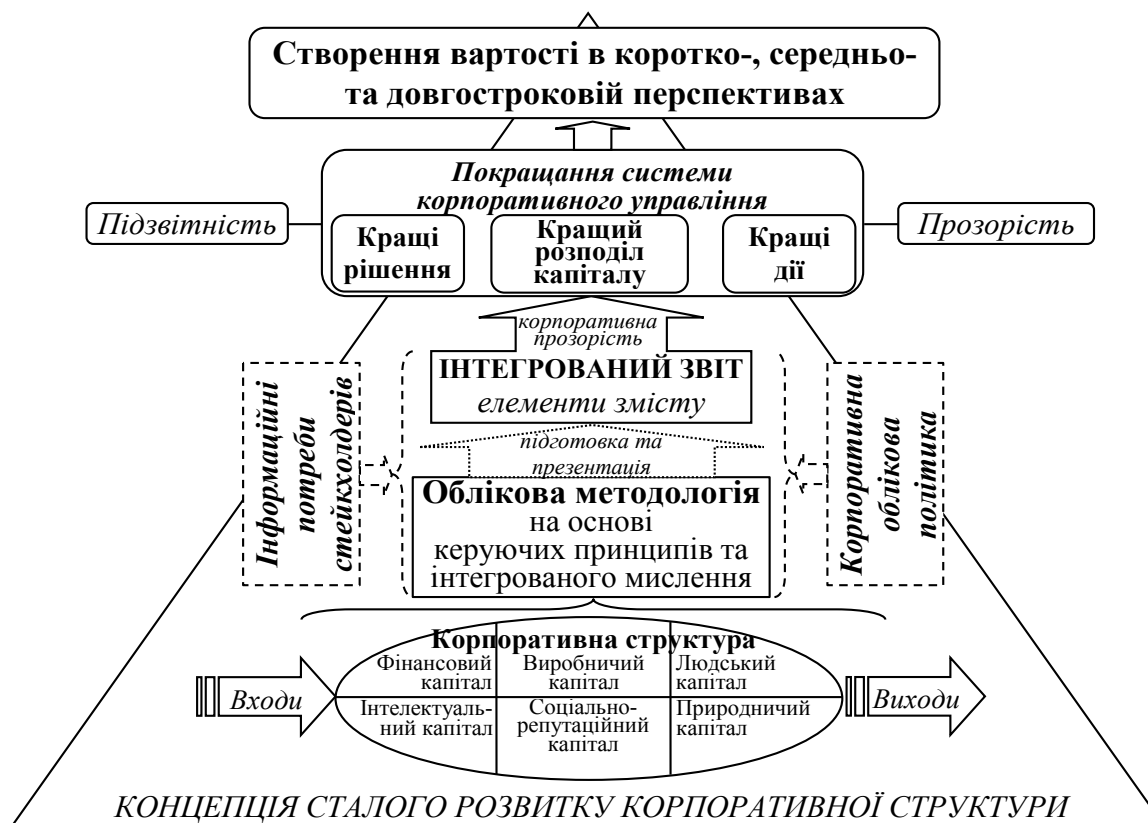 Створення вартості в коротко-, середньо-
та довгостроковій перспективах
Покращання системи
корпоративного управління
Підзвітність
Прозорість
Кращі
рішення
Кращий
розподіл
капіталу
Кращі
дії
корпоративна
прозорість
ІНТЕГРОВАНИЙ ЗВІТ
елементи змісту
Інформаційні
потреби
стейкхолдерів
Корпоративна
облікова
політика
підготовка та
презентація
Облікова методологія
на основі
керуючих принципів та
інтегрованого мислення
Корпоративна структура
Фінансовий
капітал
Виробничий
капітал
Людський
капітал
Входи
Виходи
Інтелектуаль-
ний капітал
Соціально-
репутаційний
капітал
Природничий
капітал
КОНЦЕПЦІЯ СТАЛОГО РОЗВИТКУ КОРПОРАТИВНОЇ СТРУКТУРИ